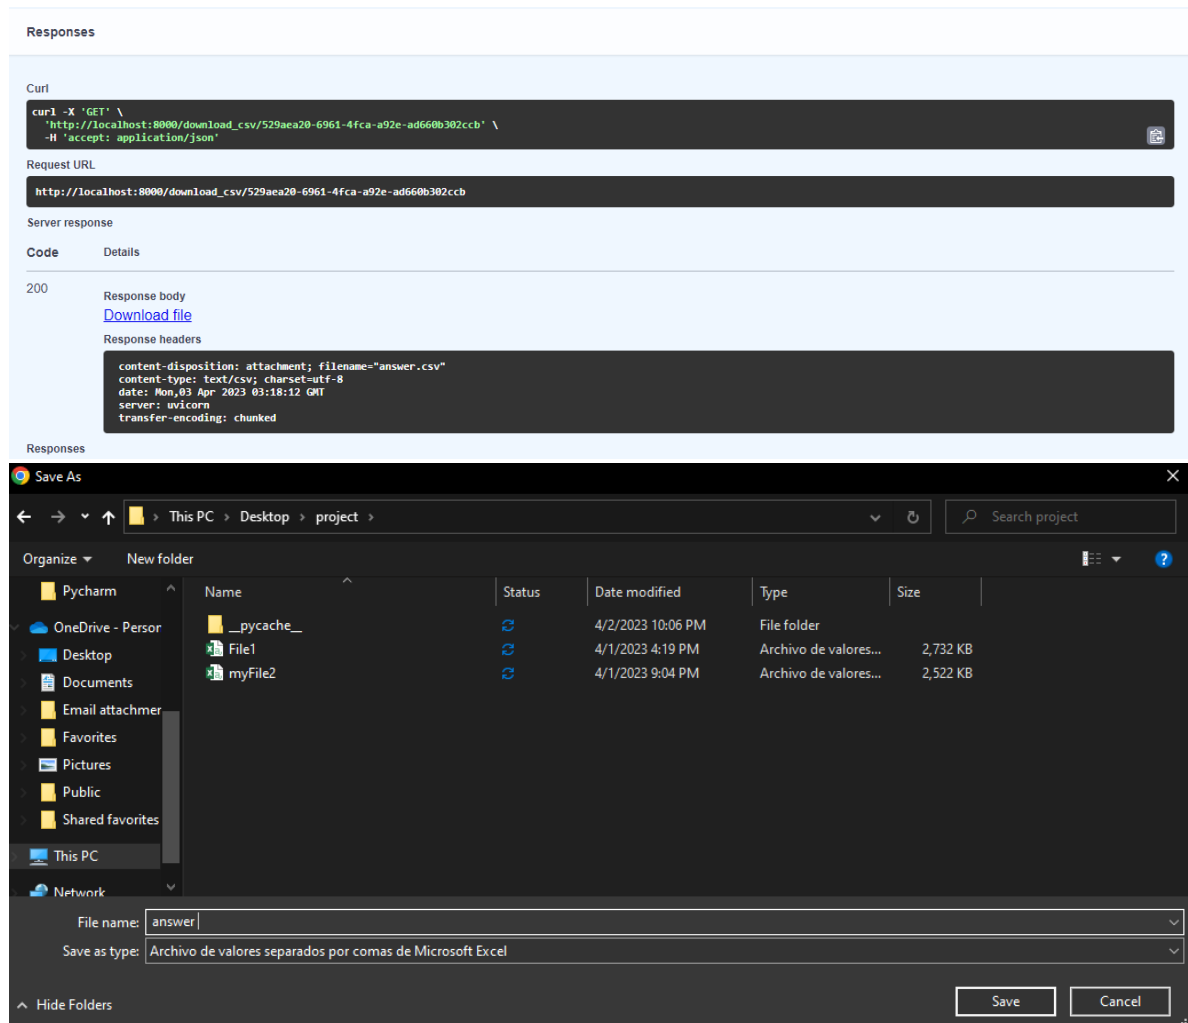 Responses
Curl
curl -X 'GET' \
'http://localhost:8000/download_csv/529aea20-6961-4fca-a92e-ad660b302ccb' \
-H 'accept: application/json'
Request URL
http://localhost:8000/download_csv/529aea20-6961-4fca-a92e-ad660b302ccb
Server response
Code Details
200
Response body
Download file
Response headers
content-disposition: attachment; filename="answer.csv"
content-type: text/csv; charset=utf-8
date: Mon,03 Apr 2023 03:18:12 GMT
server: uvicorn
transfer-encoding: chunked
Responses
Save As
This PC > Desktop > project >
Search project
Organize New folder
Name Status Date modified Type Size
Pycharm
OneDrive - Person
Desktop
Documents
Email attachmer
Favorites
Pictures
Public
Shared favorites
This PC
Network
__pycache__ 4/2/2023 10:06 PM File folder
File1 4/1/2023 4:19 PM Archivo de valores... 2,732 KB
myFile2 4/1/2023 9:04 PM Archivo de valores... 2,522 KB
File name: answer
Save as type: Archivo de valores separados por comas de Microsoft Excel
Hide Folders
Save Cancel